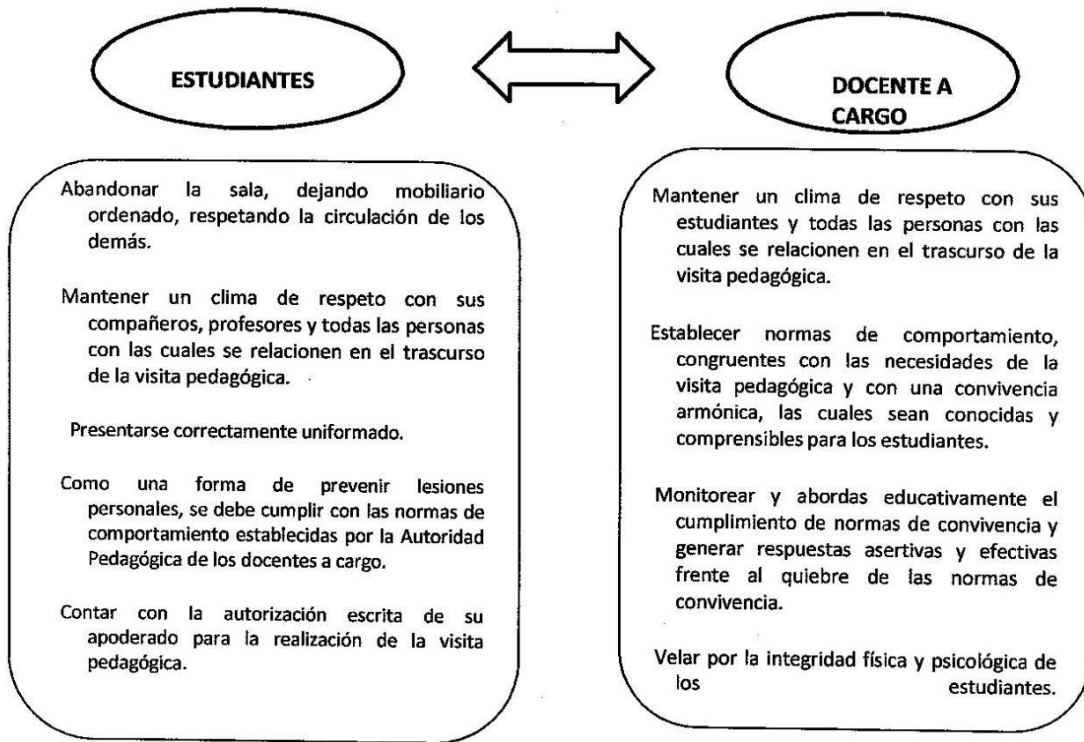 ESTUDIANTES
Abandonar la sala, dejando mobiliario
ordenado, respetando la circulación de los
demás.
Mantener un clima de respeto con sus
compañeros, profesores y todas las personas
con las cuales se relacionen en el trascurso
de la visita pedagógica.
Presentarse correctamente uniformado.
Como una forma de prevenir lesiones
personales, se debe cumplir con las normas de
comportamiento establecidas por la Autoridad
Pedagógica de los docentes a cargo.
Contar con la autorización escrita de su
apoderado para la realización de la visita
pedagógica.
DOCENTE A
CARGO
Mantener un clima de respeto con sus
estudiantes y todas las personas con las
cuales se relacionen en el trascurso de la
visita pedagógica.
Establecer normas de comportamiento,
congruentes con las necesidades de la
visita pedagógica y con una convivencia
armónica, las cuales sean conocidas y
comprensibles para los estudiantes.
Monitorear y abordas educativamente el
cumplimiento de normas de convivencia y
generar respuestas asertivas y efectivas
frente al quiebre de las normas de
convivencia.
Velar por la integridad física y psicológica de
los estudiantes.